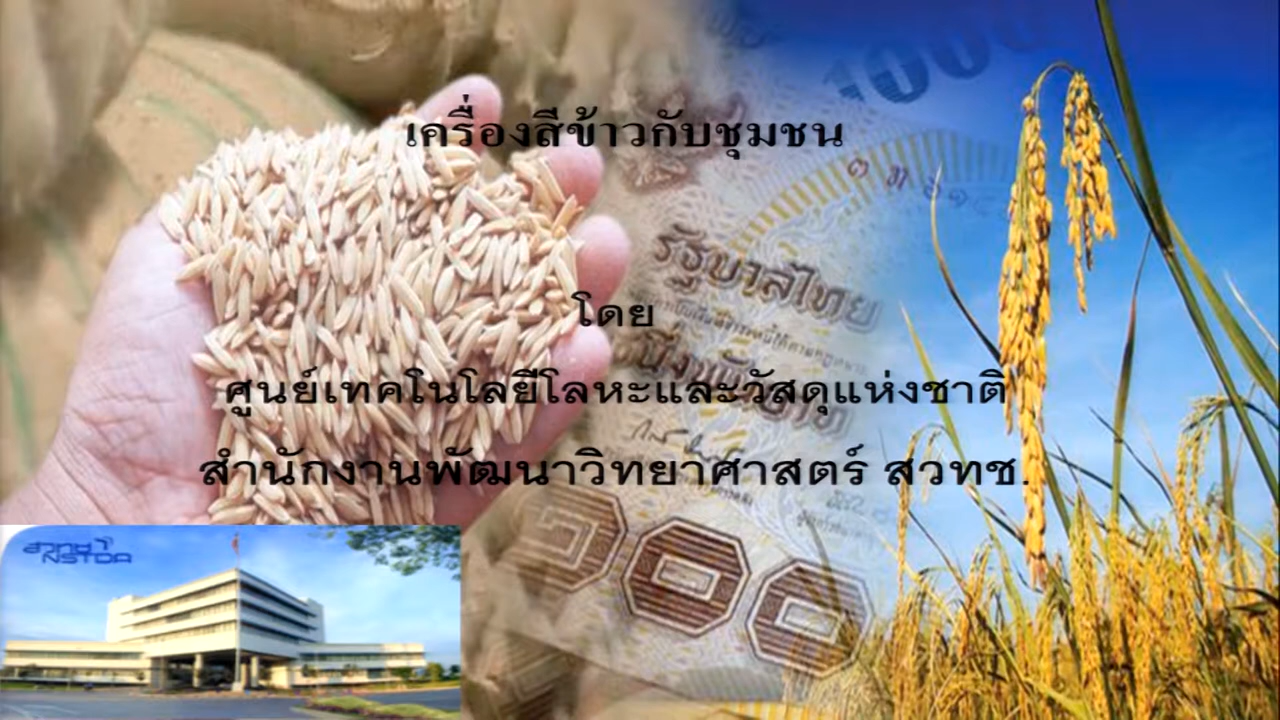 เครื่องสีข้าวกับชุมชน
โดย
ศูนย์เทคโนโลยีโลหะและวัสดุแห่งชาติ
สำนักงานพัฒนาวิทยาศาสตร์ สวทช.
รัฐบาลไทย
๑๐๐
สวทช
NSTDA